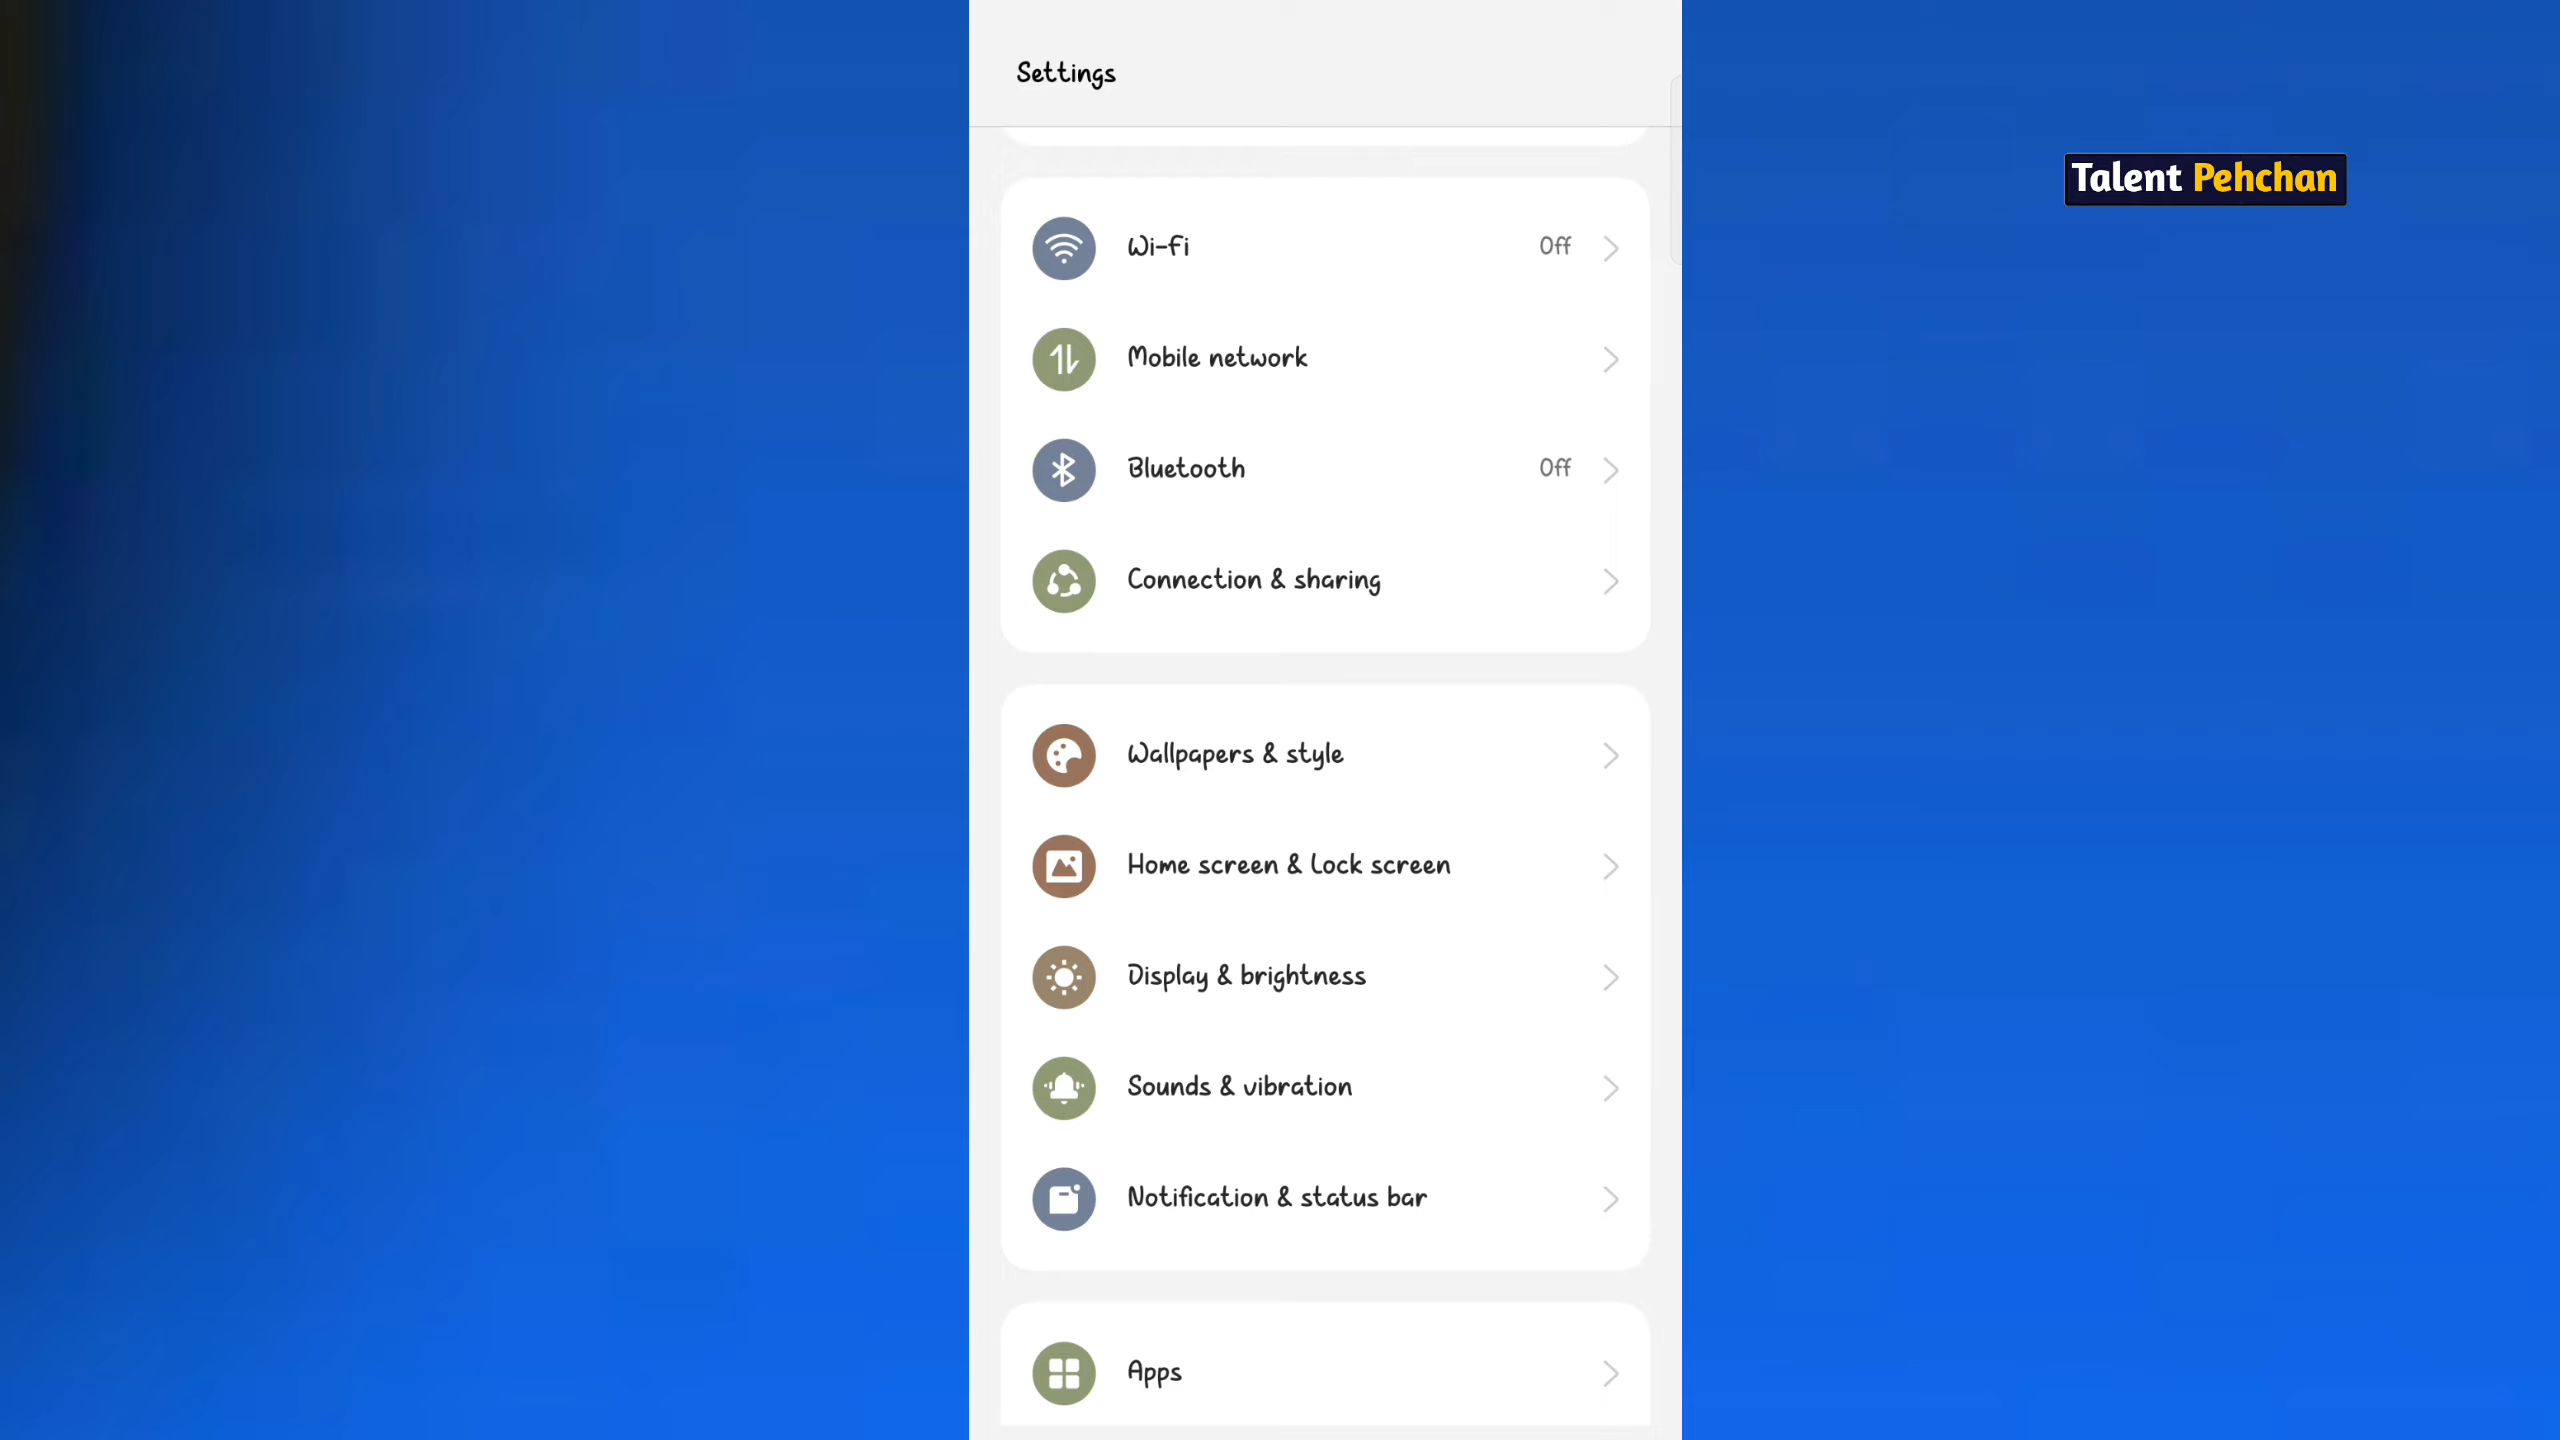 Settings
Talent Pehchan
Wi-Fi Off
Mobile network
Bluetooth Off
Connection & sharing
Wallpapers & style
Home screen & Lock screen
Display & brightness
Sounds & vibration
Notification & status bar
Apps